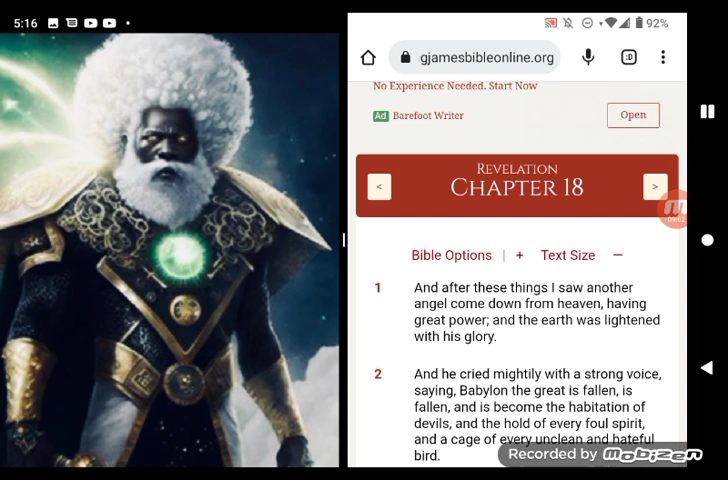 5:16
92%
gjamesbibleonline.org
:D
No Experience Needed. Start Now
Ad Barefoot Writer
Open
REVELATION
< CHAPTER 18 >
09:02
Bible Options | + Text Size −
1 And after these things I saw another
angel come down from heaven, having
great power; and the earth was lightened
with his glory.
2 And he cried mightily with a strong voice,
saying, Babylon the great is fallen, is
fallen, and is become the habitation of
devils, and the hold of every foul spirit,
and a cage of every unclean and hateful
bird.
Recorded by Mobizen